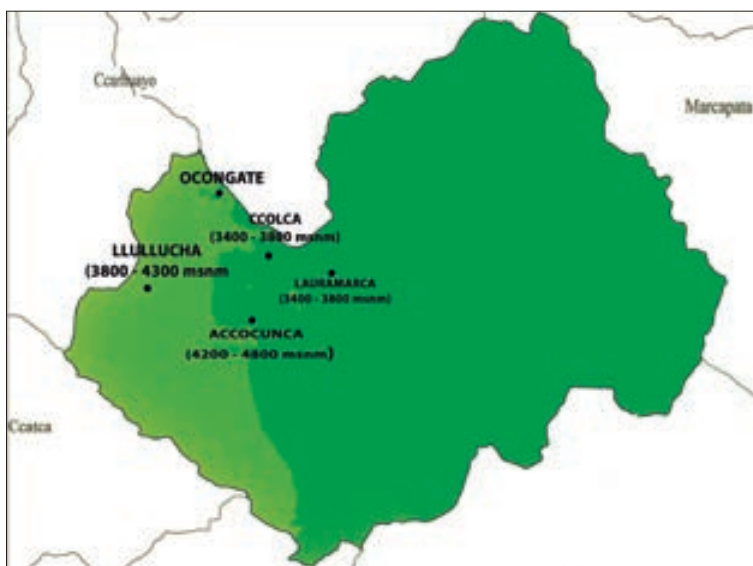 Ccarhuayo
Marcapata
OCONGATE
CCOLCA
(3400 - 3800 msnm)
LLULLUCHA
(3800 - 4300 msnm
LAURAMARCA
(3400 - 3800 msnm)
ACCOCUNCA
(4200 - 4800 msnm)
Ccatca